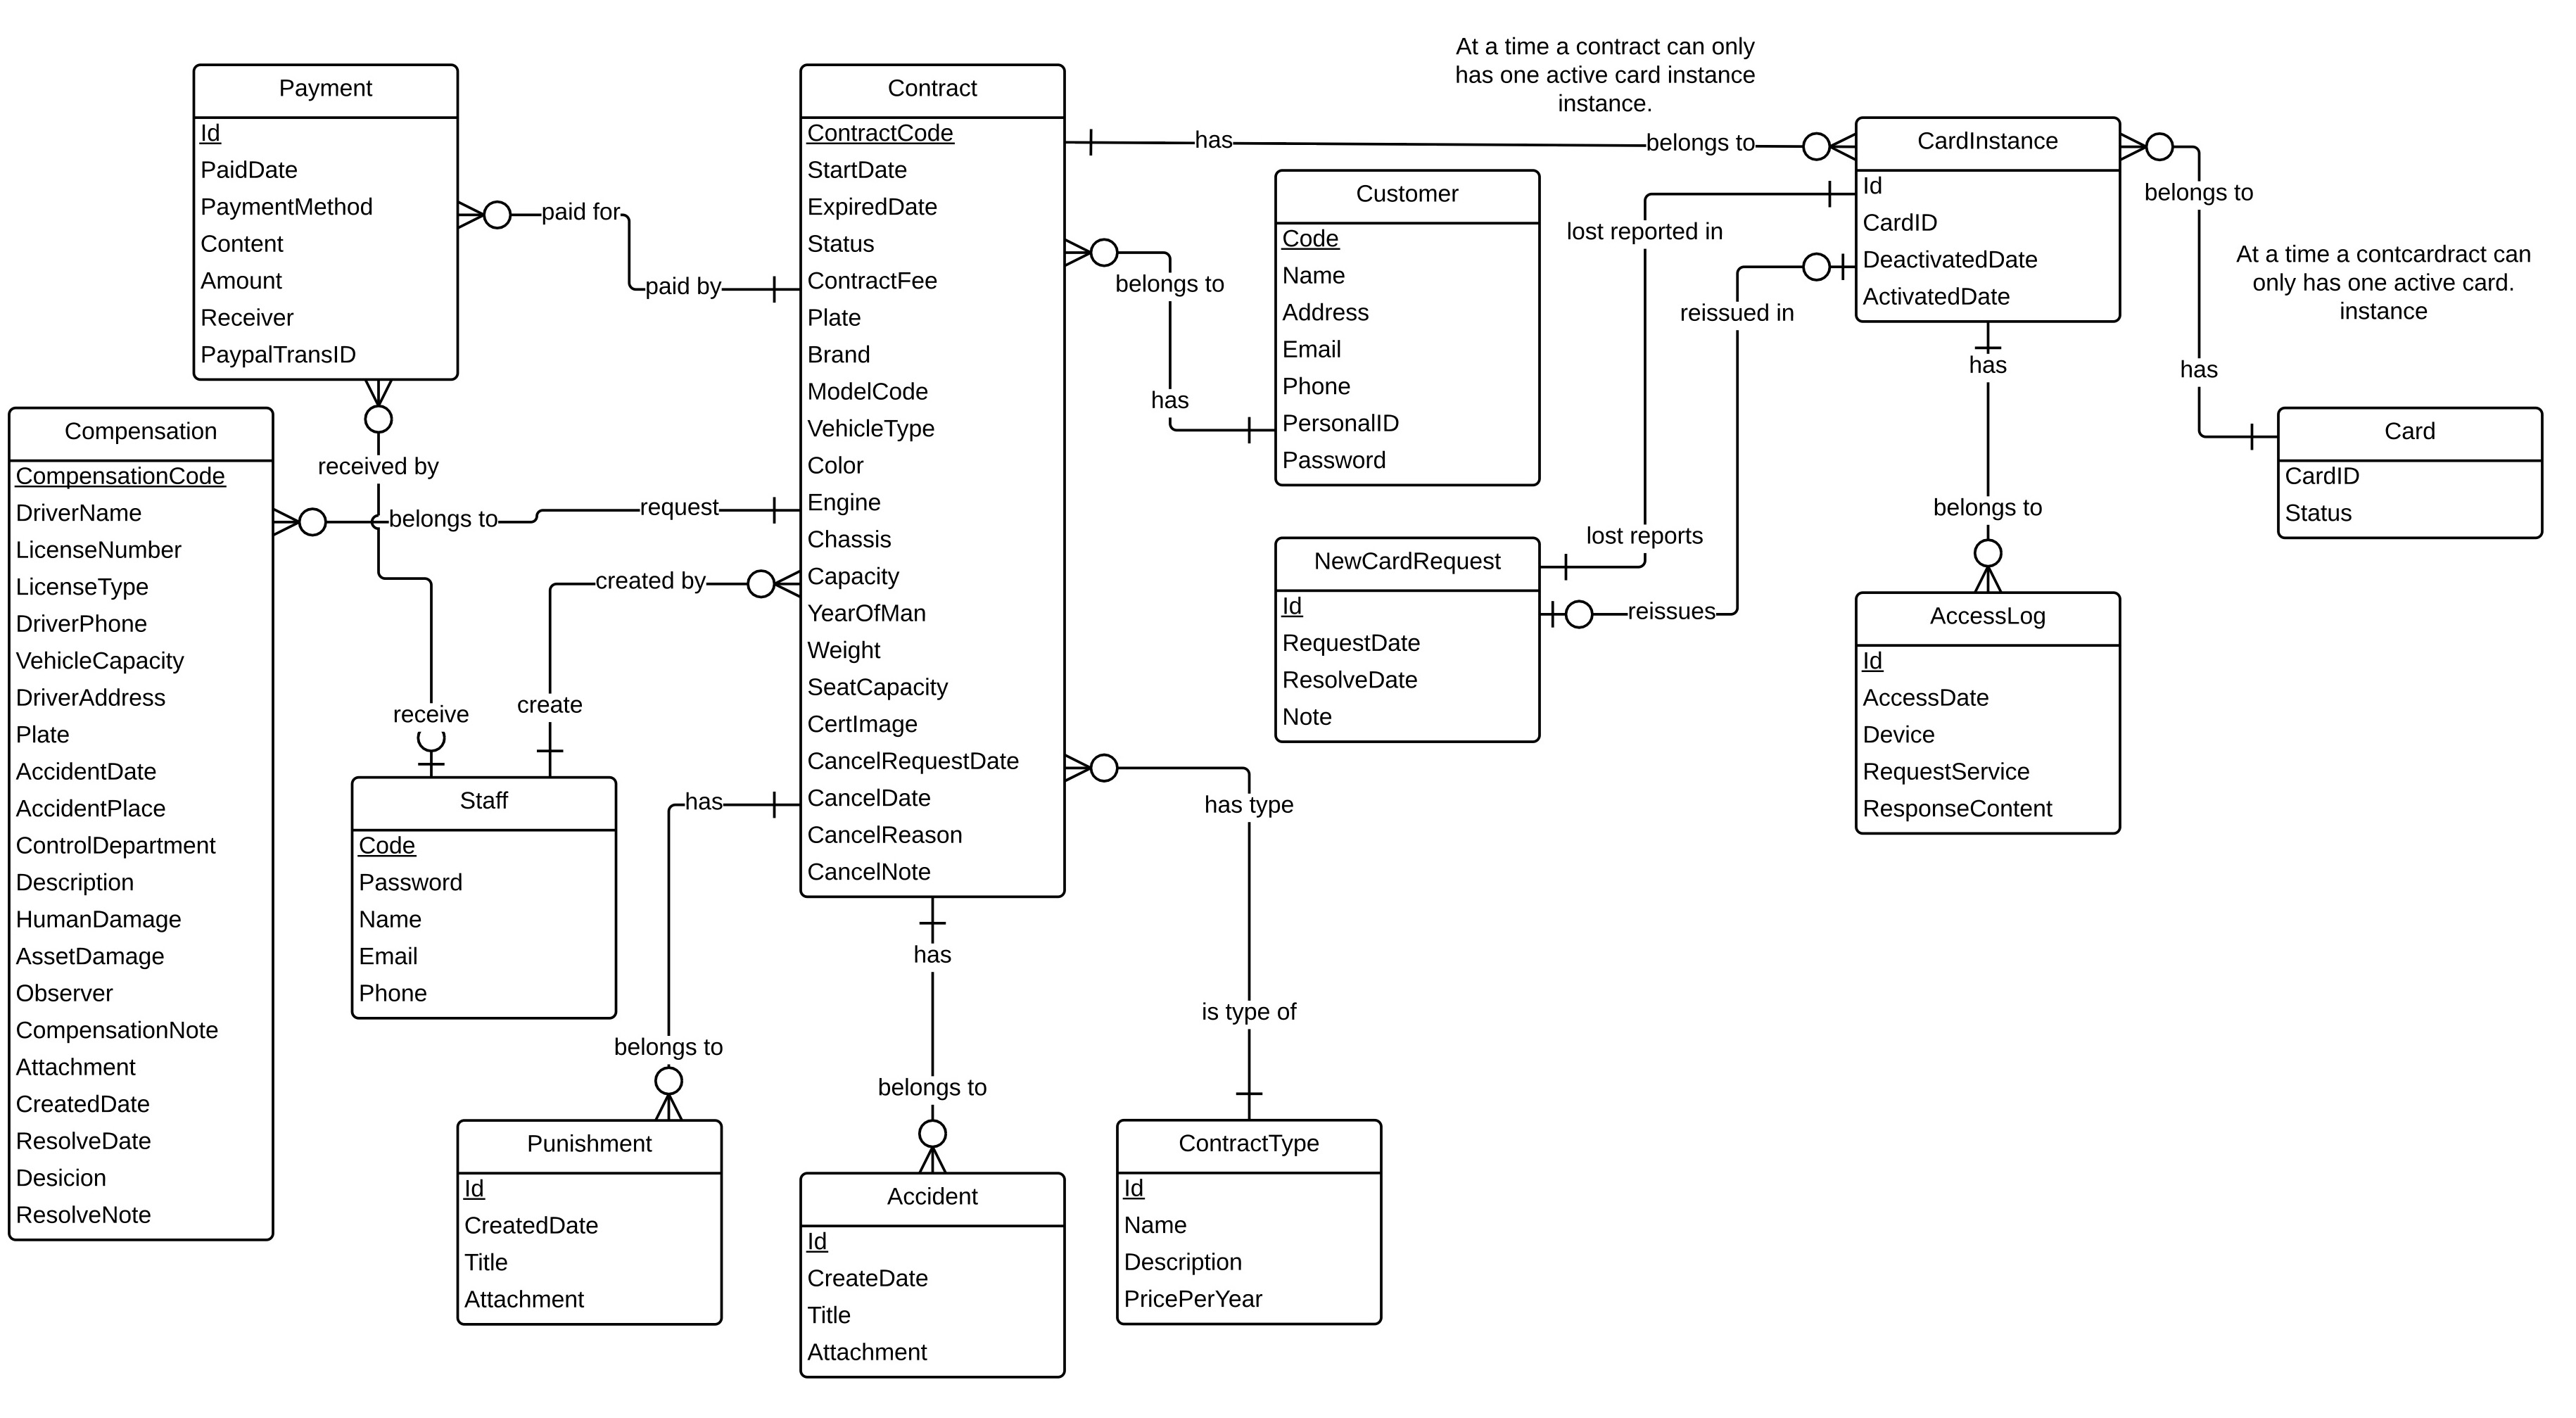 At a time a contract can only
has one active card instance
instance.
Payment
Id
PaidDate
PaymentMethod
Content
Amount
Receiver
PaypalTransID
paid for
paid by
Contract
ContractCode
StartDate
ExpiredDate
Status
ContractFee
Plate
Brand
ModelCode
VehicleType
Color
Engine
Chassis
Capacity
YearOfMan
Weight
SeatCapacity
CertImage
CancelRequestDate
CancelDate
CancelReason
CancelNote
has
belongs to
CardInstance
Id
CardID
DeactivatedDate
ActivatedDate
belongs to
At a time a contcardract can
only has one active card.
instance
has
Card
CardID
Status
Customer
Code
Name
Address
Email
Phone
PersonalID
Password
belongs to
has
lost reported in
reissued in
lost reports
reissues
NewCardRequest
Id
RequestDate
ResolveDate
Note
has
belongs to
AccessLog
Id
AccessDate
Device
RequestService
ResponseContent
Compensation
CompensationCode
DriverName
LicenseNumber
LicenseType
DriverPhone
VehicleCapacity
DriverAddress
Plate
AccidentDate
AccidentPlace
ControlDepartment
Description
HumanDamage
AssetDamage
Observer
CompensationNote
Attachment
CreatedDate
ResolveDate
Desicion
ResolveNote
received by
belongs to
request
created by
create
receive
Staff
Code
Password
Name
Email
Phone
has
belongs to
Punishment
Id
CreatedDate
Title
Attachment
has
belongs to
Accident
Id
CreateDate
Title
Attachment
has type
is type of
ContractType
Id
Name
Description
PricePerYear